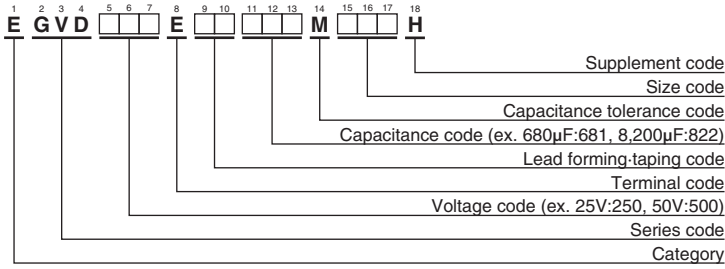 1 2 3 4 5 6 7 8 9 10 11 12 13 14 15 16 17 18
E GVD E M H
Supplement code
Size code
Capacitance tolerance code
Capacitance code (ex. 680μF:681, 8,200μF:822)
Lead forming·taping code
Terminal code
Voltage code (ex. 25V:250, 50V:500)
Series code
Category